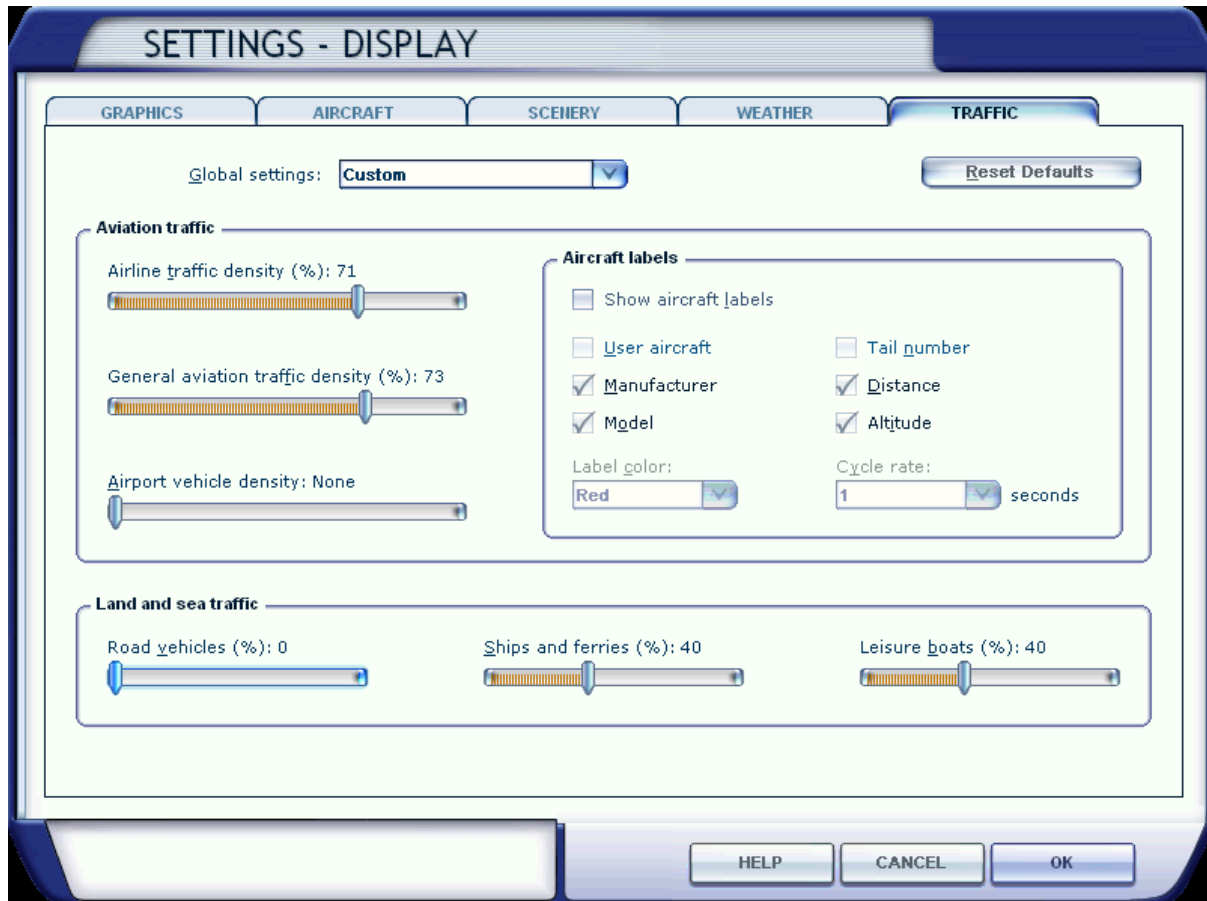 SETTINGS - DISPLAY
GRAPHICS AIRCRAFT SCENERY WEATHER TRAFFIC
Global settings: Custom Reset Defaults
Aviation traffic
Airline traffic density (%): 71
Aircraft labels
Show aircraft labels
User aircraft Tail number
General aviation traffic density (%): 73
Manufacturer Distance
Model Altitude
Label color: Cycle rate:
Airport vehicle density: None
Red 1 seconds
Land and sea traffic
Road vehicles (%): 0 Ships and ferries (%): 40 Leisure boats (%): 40
HELP CANCEL OK